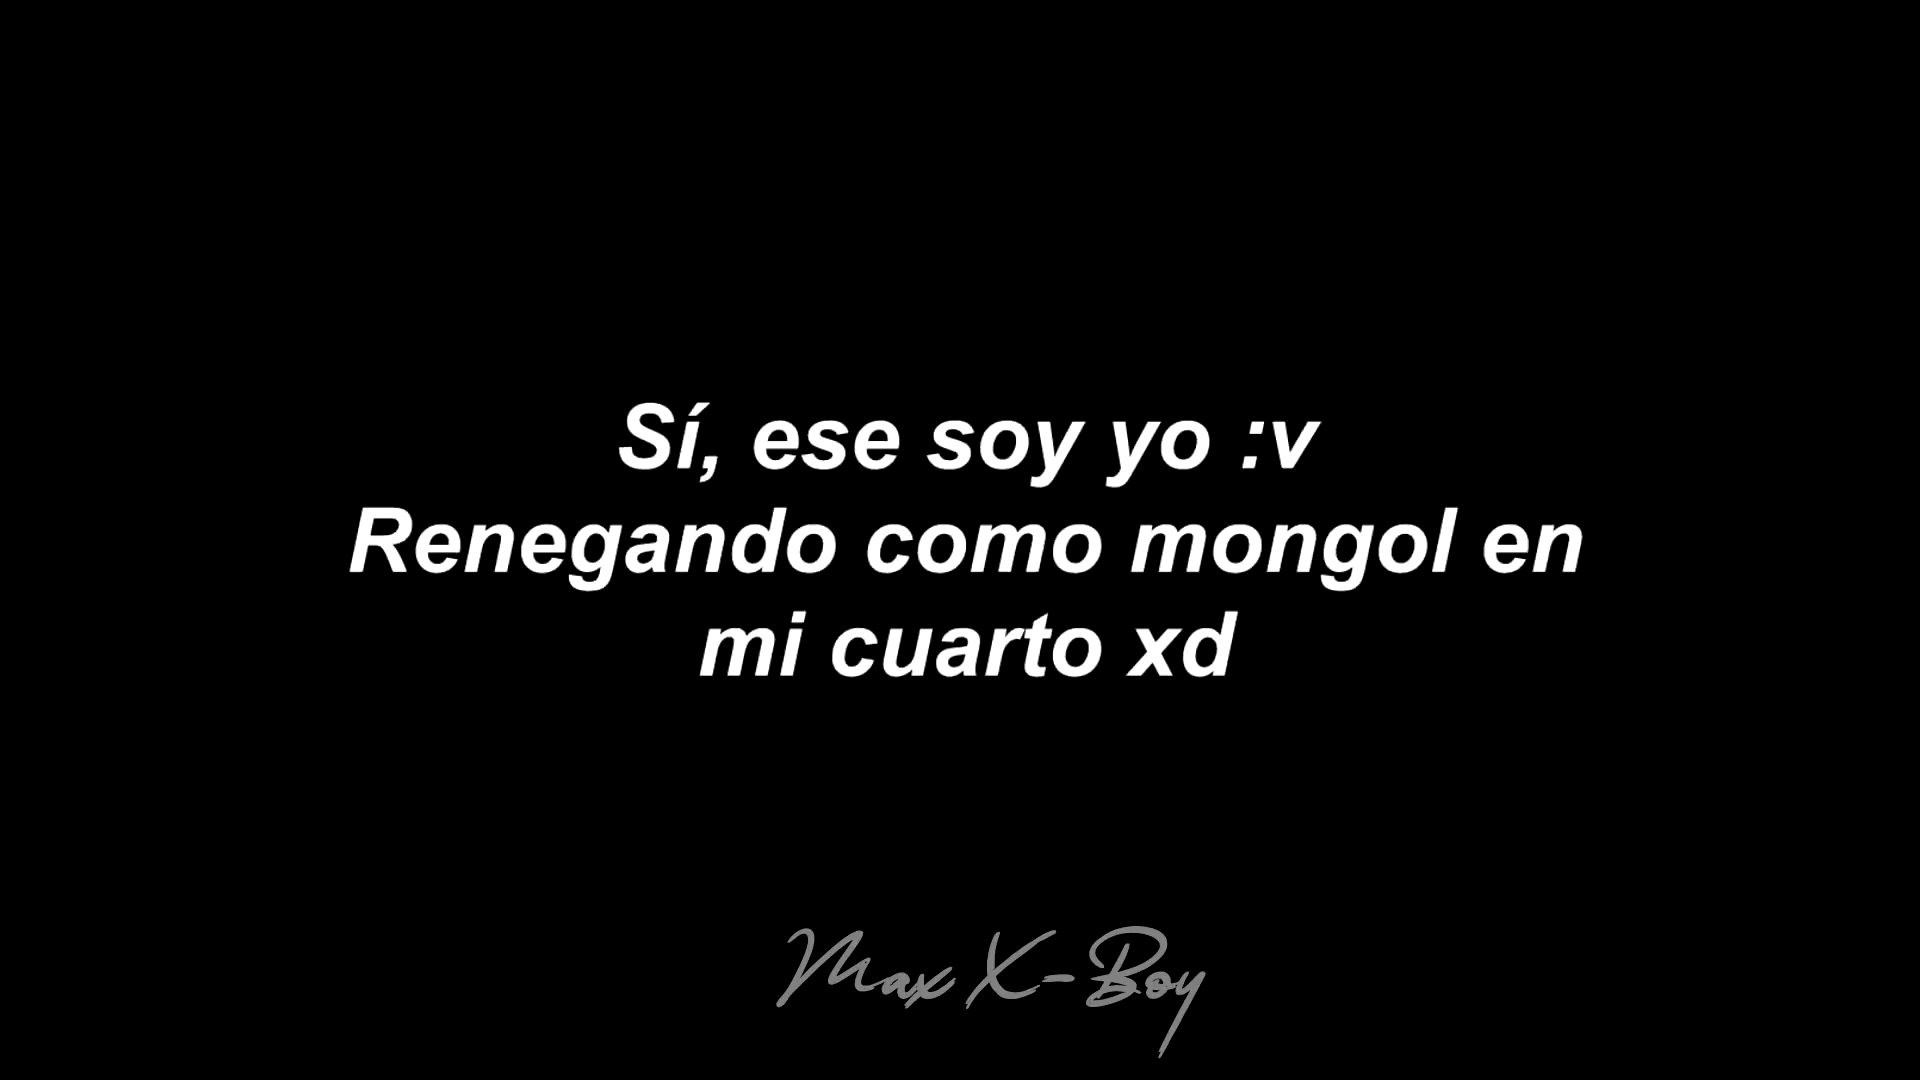 Sí, ese soy yo :v
Renegando como mongol en
mi cuarto xd
Max X-Boy